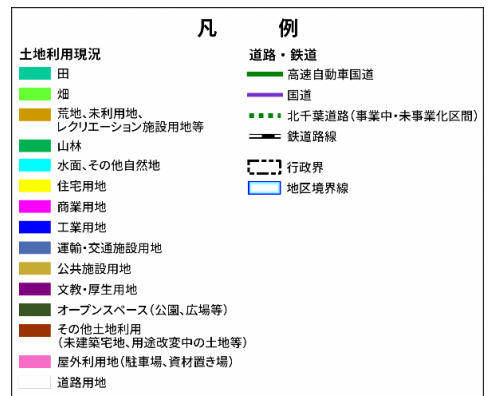 凡 例
土地利用現況
田
畑
荒地、未利用地、
レクリエーション施設用地等
山林
水面、その他自然地
住宅用地
商業用地
工業用地
運輸・交通施設用地
公共施設用地
文教・厚生用地
オープンスペース(公園、広場等)
その他土地利用
(未建築宅地、用途改変中の土地等)
屋外利用地(駐車場、資材置き場)
道路用地
道路・鉄道
高速自動車国道
国道
北千葉道路(事業中・未事業化区間)
鉄道路線
行政界
地区境界線